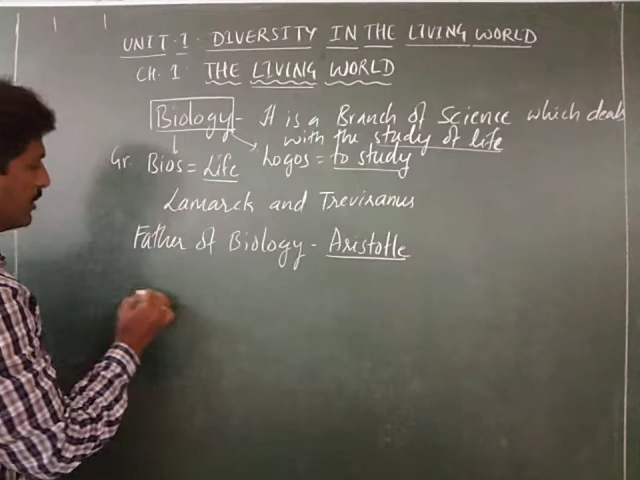 UNIT.1. DIVERSITY IN THE LIVING WORLD
CH.1. THE LIVING WORLD
Biology - It is a Branch of Science which deals
with the study of life
Gr. Bios = Life Logos = to study
Lamarck and Treviranus
Father of Biology - Aristotle